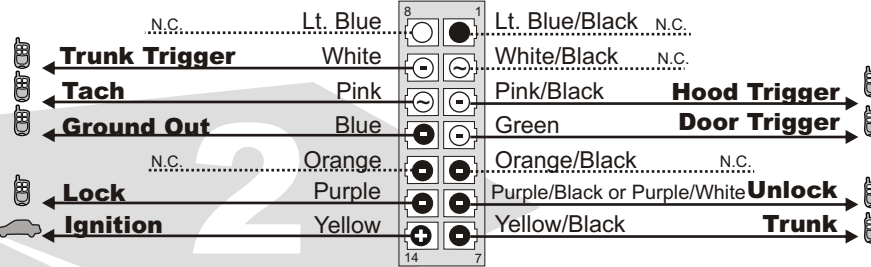 8 1
N.C. Lt. Blue Lt. Blue/Black N.C.
Trunk Trigger White White/Black N.C.
Tach Pink Pink/Black Hood Trigger
Ground Out Blue Green Door Trigger
N.C. Orange Orange/Black N.C.
Lock Purple Purple/Black or Purple/White Unlock
Ignition Yellow Yellow/Black Trunk
14 7
2